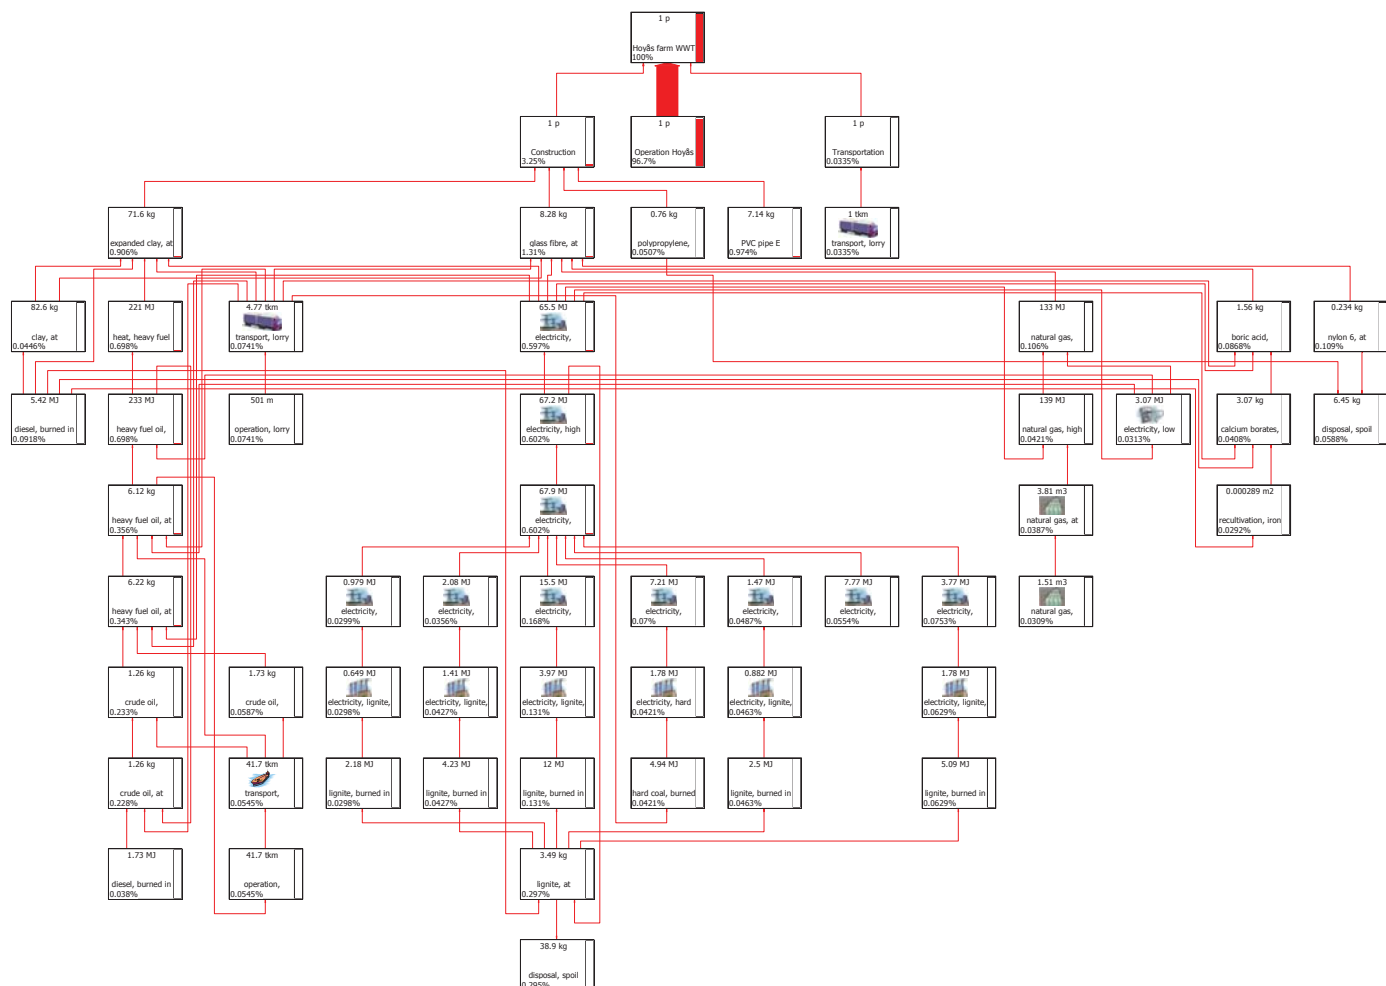 1 p
Hoyås farm WWT
100%
1 p
Construction
3.25%
1 p
Operation Hoyås
96.7%
1 p
Transportation
0.0335%
71.6 kg
expanded clay, at
0.906%
8.28 kg
glass fibre, at
1.31%
0.76 kg
polypropylene,
0.0507%
7.14 kg
PVC pipe E
0.974%
1 tkm
transport, lorry
0.0335%
82.6 kg
clay, at
0.0446%
221 MJ
heat, heavy fuel
0.698%
4.77 tkm
transport, lorry
0.0741%
65.5 MJ
electricity,
0.597%
133 MJ
natural gas,
0.106%
1.56 kg
boric acid,
0.0868%
0.234 kg
nylon 6, at
0.109%
5.42 MJ
diesel, burned in
0.0918%
233 MJ
heavy fuel oil,
0.698%
501 m
operation, lorry
0.0741%
67.2 MJ
electricity, high
0.602%
139 MJ
natural gas, high
0.0421%
3.07 MJ
electricity, low
0.0313%
3.07 kg
calcium borates,
0.0408%
6.45 kg
disposal, spoil
0.0588%
6.12 kg
heavy fuel oil, at
0.356%
67.9 MJ
electricity,
0.602%
3.81 m3
natural gas, at
0.0387%
0.000289 m2
recultivation, iron
0.0292%
6.22 kg
heavy fuel oil, at
0.343%
0.979 MJ
electricity,
0.0299%
2.08 MJ
electricity,
0.0356%
15.5 MJ
electricity,
0.168%
7.21 MJ
electricity,
0.07%
1.47 MJ
electricity,
0.0487%
7.77 MJ
electricity,
0.0554%
3.77 MJ
electricity,
0.0753%
1.51 m3
natural gas,
0.0309%
1.26 kg
crude oil,
0.233%
1.73 kg
crude oil,
0.0587%
0.649 MJ
electricity, lignite,
0.0298%
1.41 MJ
electricity, lignite,
0.0427%
3.97 MJ
electricity, lignite,
0.131%
1.78 MJ
electricity, hard
0.0421%
0.882 MJ
electricity, lignite,
0.0463%
1.78 MJ
electricity, lignite,
0.0629%
1.26 kg
crude oil, at
0.228%
41.7 tkm
transport,
0.0545%
2.18 MJ
lignite, burned in
0.0298%
4.23 MJ
lignite, burned in
0.0427%
12 MJ
lignite, burned in
0.131%
4.94 MJ
hard coal, burned
0.0421%
2.5 MJ
lignite, burned in
0.0463%
5.09 MJ
lignite, burned in
0.0629%
1.73 MJ
diesel, burned in
0.038%
41.7 tkm
operation,
0.0545%
3.49 kg
lignite, at
0.297%
38.9 kg
disposal, spoil
0.295%